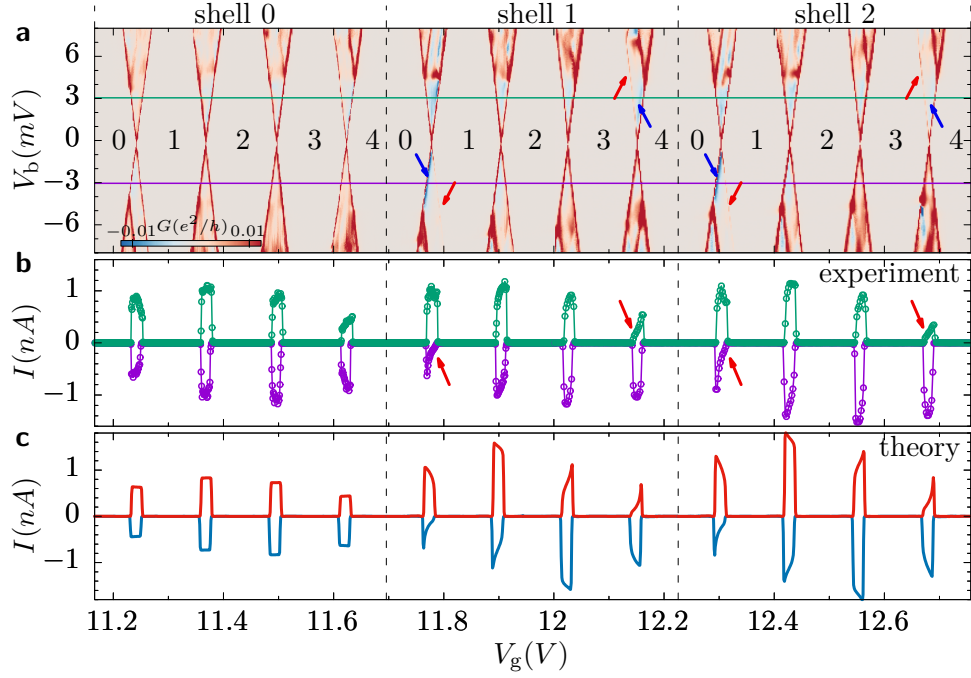 shell 0 shell 1 shell 2
a
6
3
0
−3
−6
V_b(mV)
0 1 2 3 4 0 1 2 3 4 0 1 2 3 4
−0.01 G(e²/h) 0.01
b
experiment
1
0
−1
I(nA)
c
theory
1
0
−1
I(nA)
11.2 11.4 11.6 11.8 12 12.2 12.4 12.6
V_g(V)